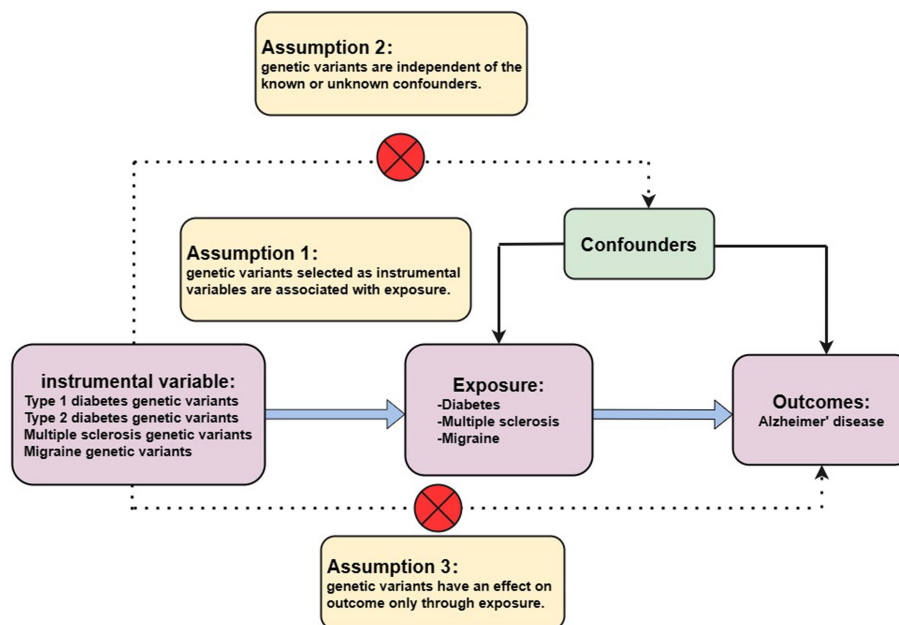 Assumption 2:
genetic variants are independent of the
known or unknown confounders.
Assumption 1:
genetic variants selected as instrumental
variables are associated with exposure.
Confounders
instrumental variable:
Type 1 diabetes genetic variants
Type 2 diabetes genetic variants
Multiple sclerosis genetic variants
Migraine genetic variants
Exposure:
-Diabetes
-Multiple sclerosis
-Migraine
Outcomes:
Alzheimer' disease
Assumption 3:
genetic variants have an effect on
outcome only through exposure.